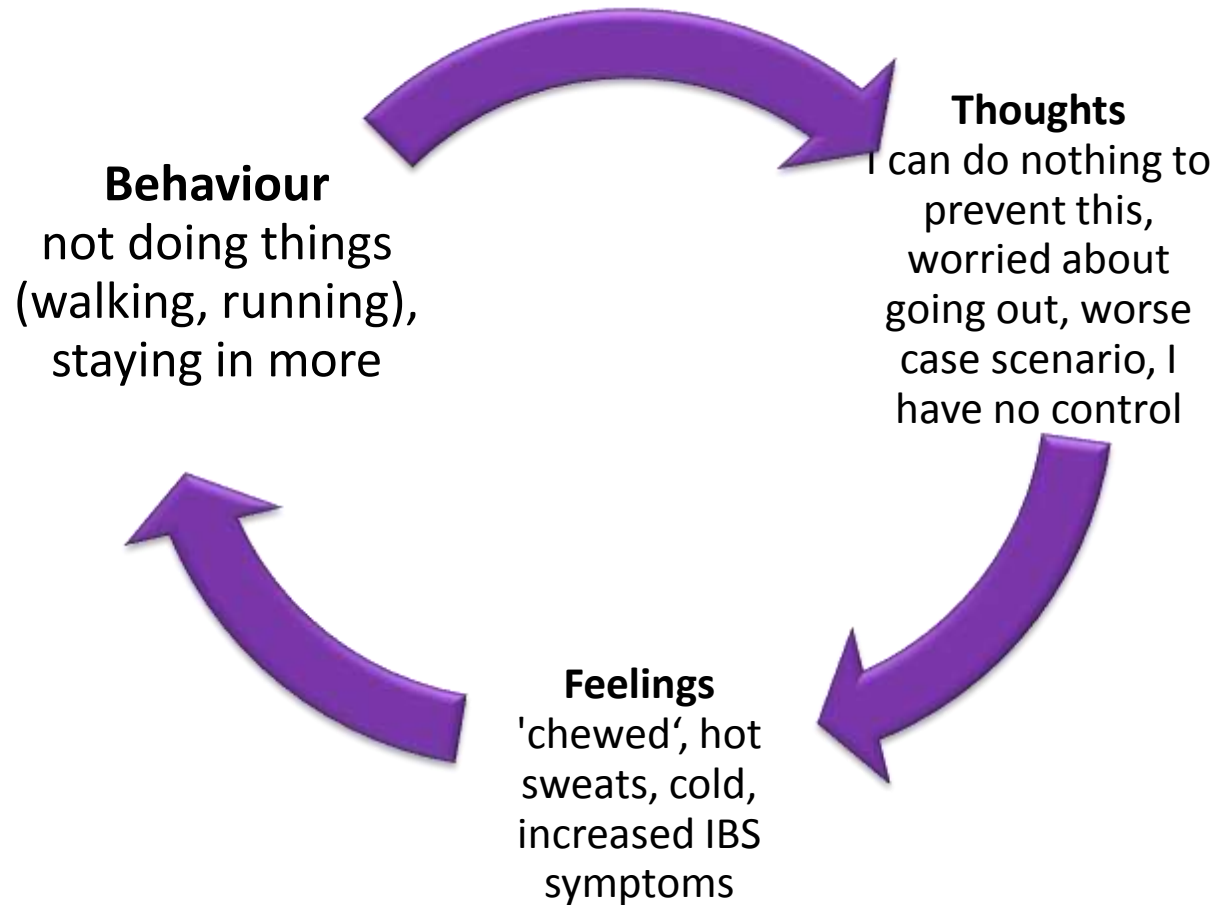 Behaviour
not doing things
(walking, running),
staying in more
Thoughts
I can do nothing to
prevent this,
worried about
going out, worse
case scenario, I
have no control
Feelings
'chewed‘, hot
sweats, cold,
increased IBS
symptoms